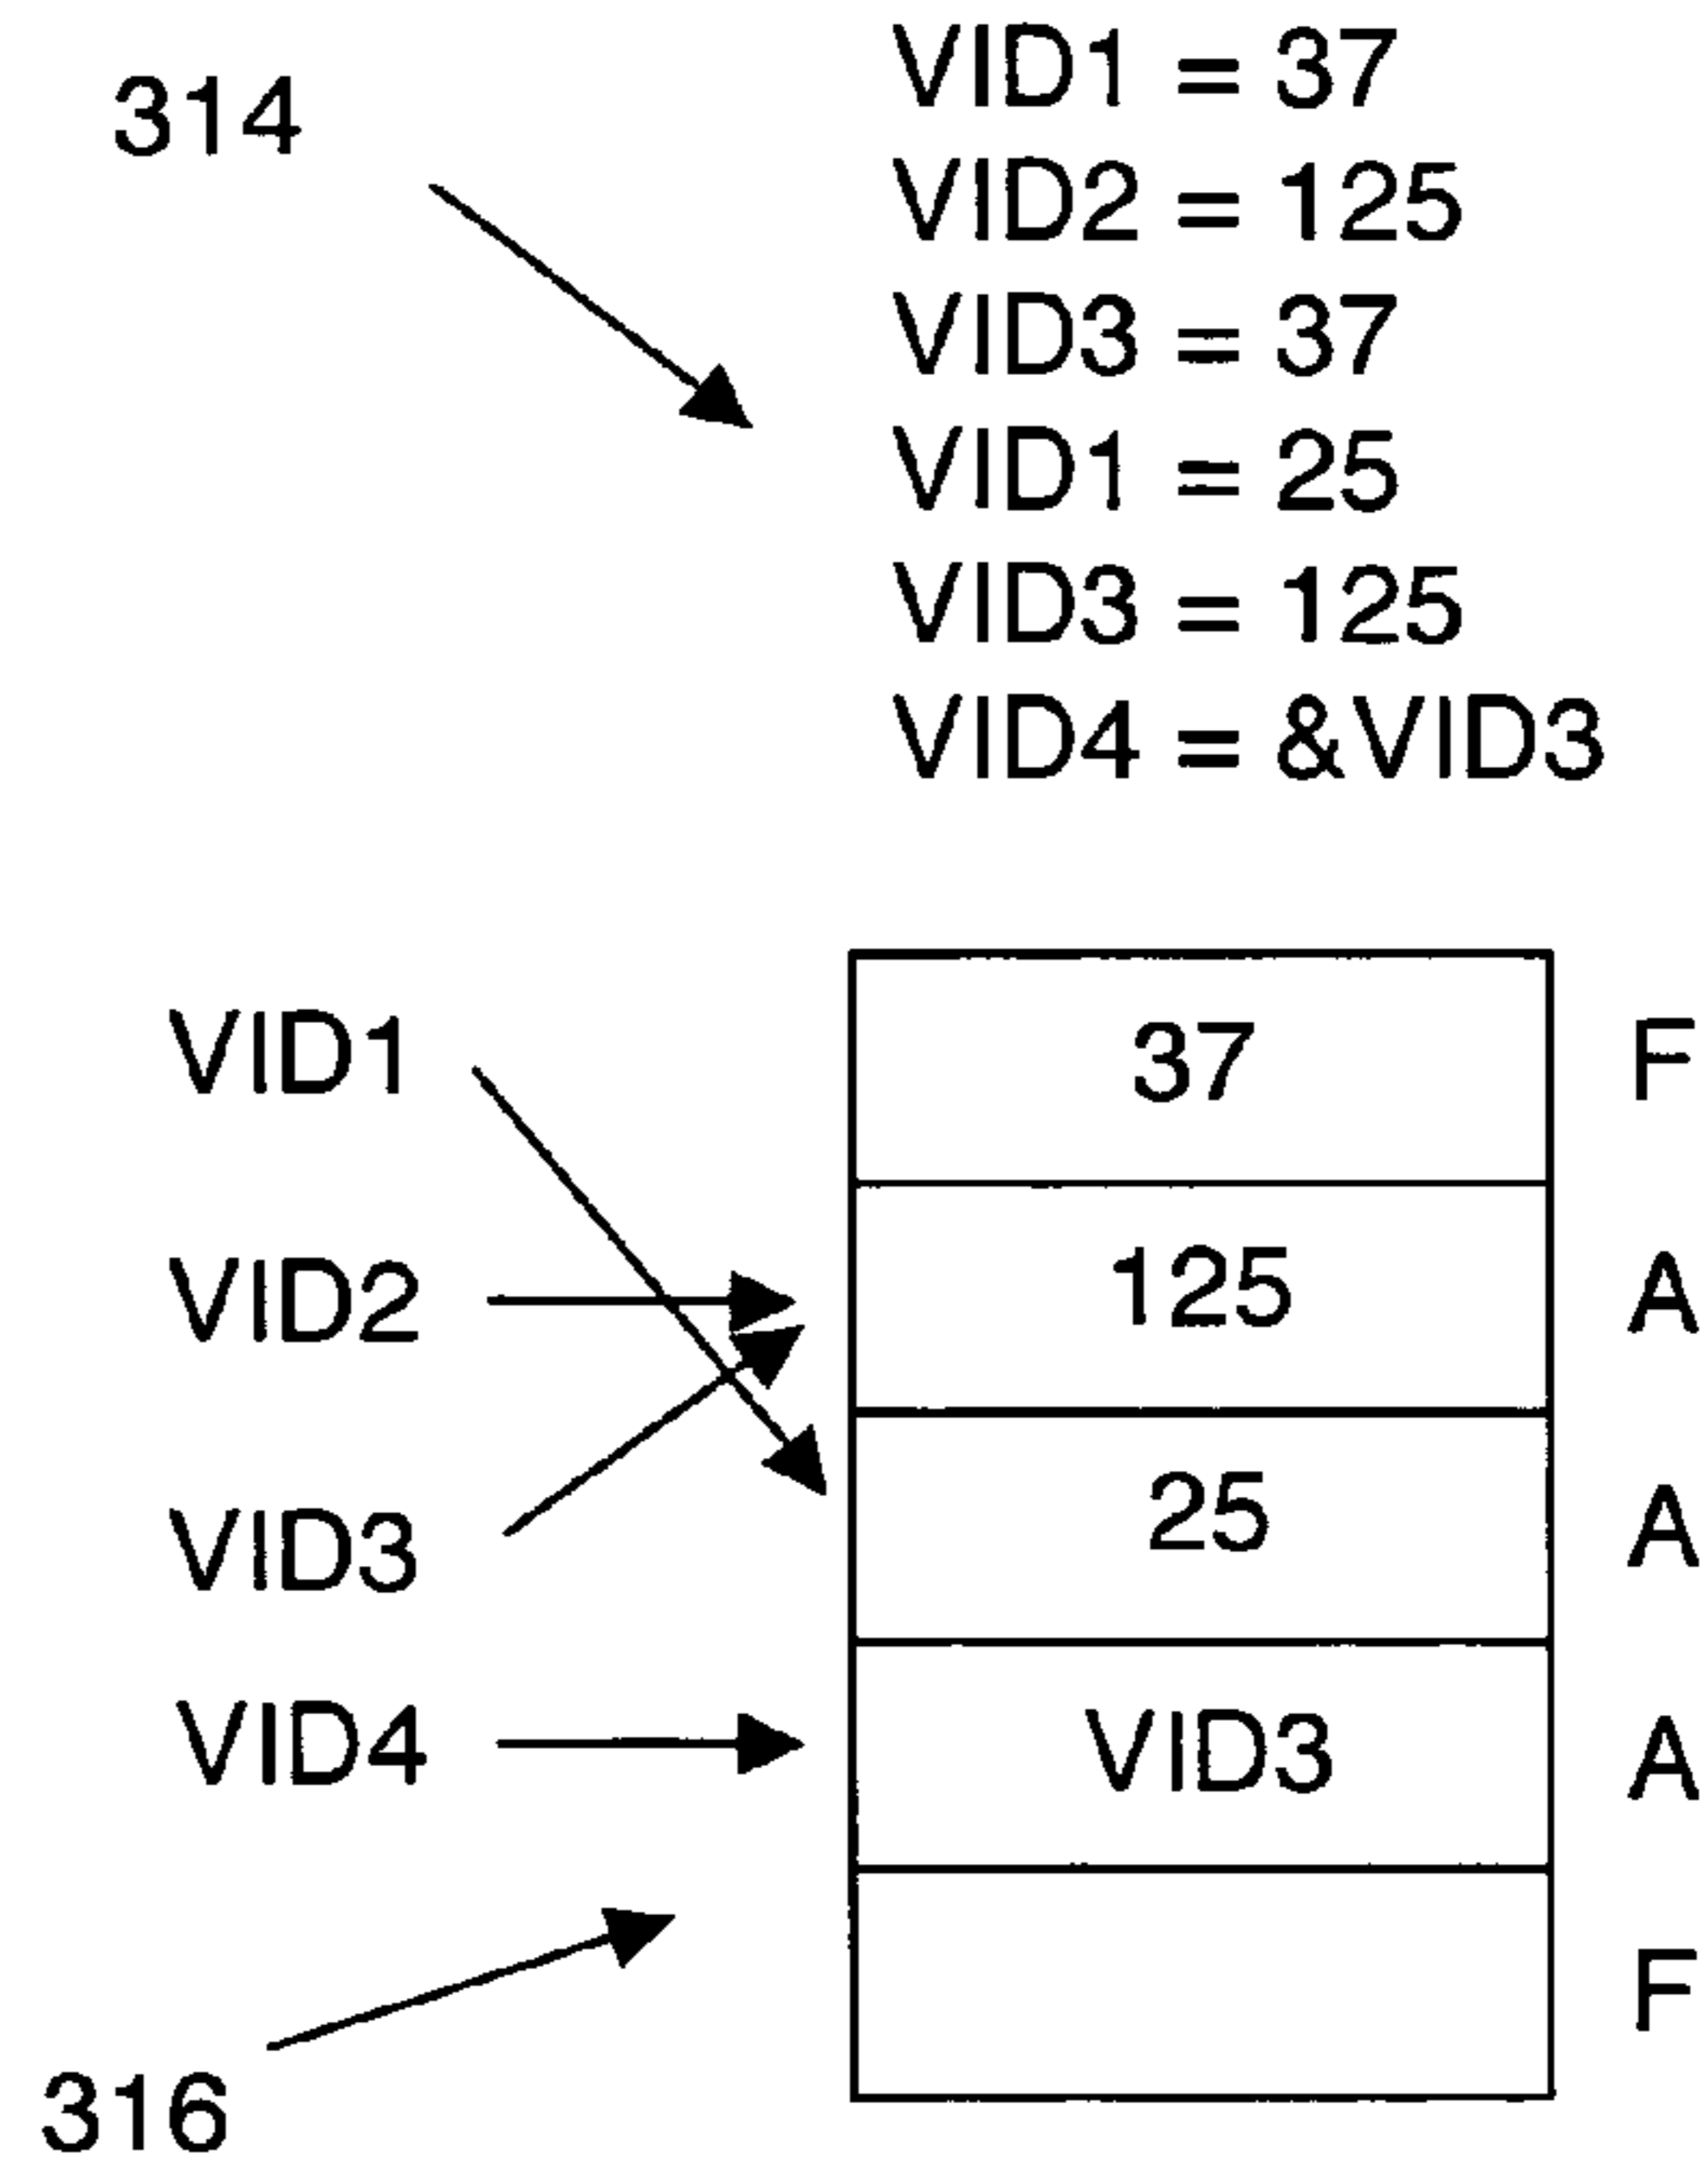 VID1 = 37
314
VID2 = 125
VID3 = 37
VID1 = 25
VID3 = 125
VID4 = &VID3
VID1 37 F
VID2 125 A
VID3 25 A
VID4 VID3 A
F
316